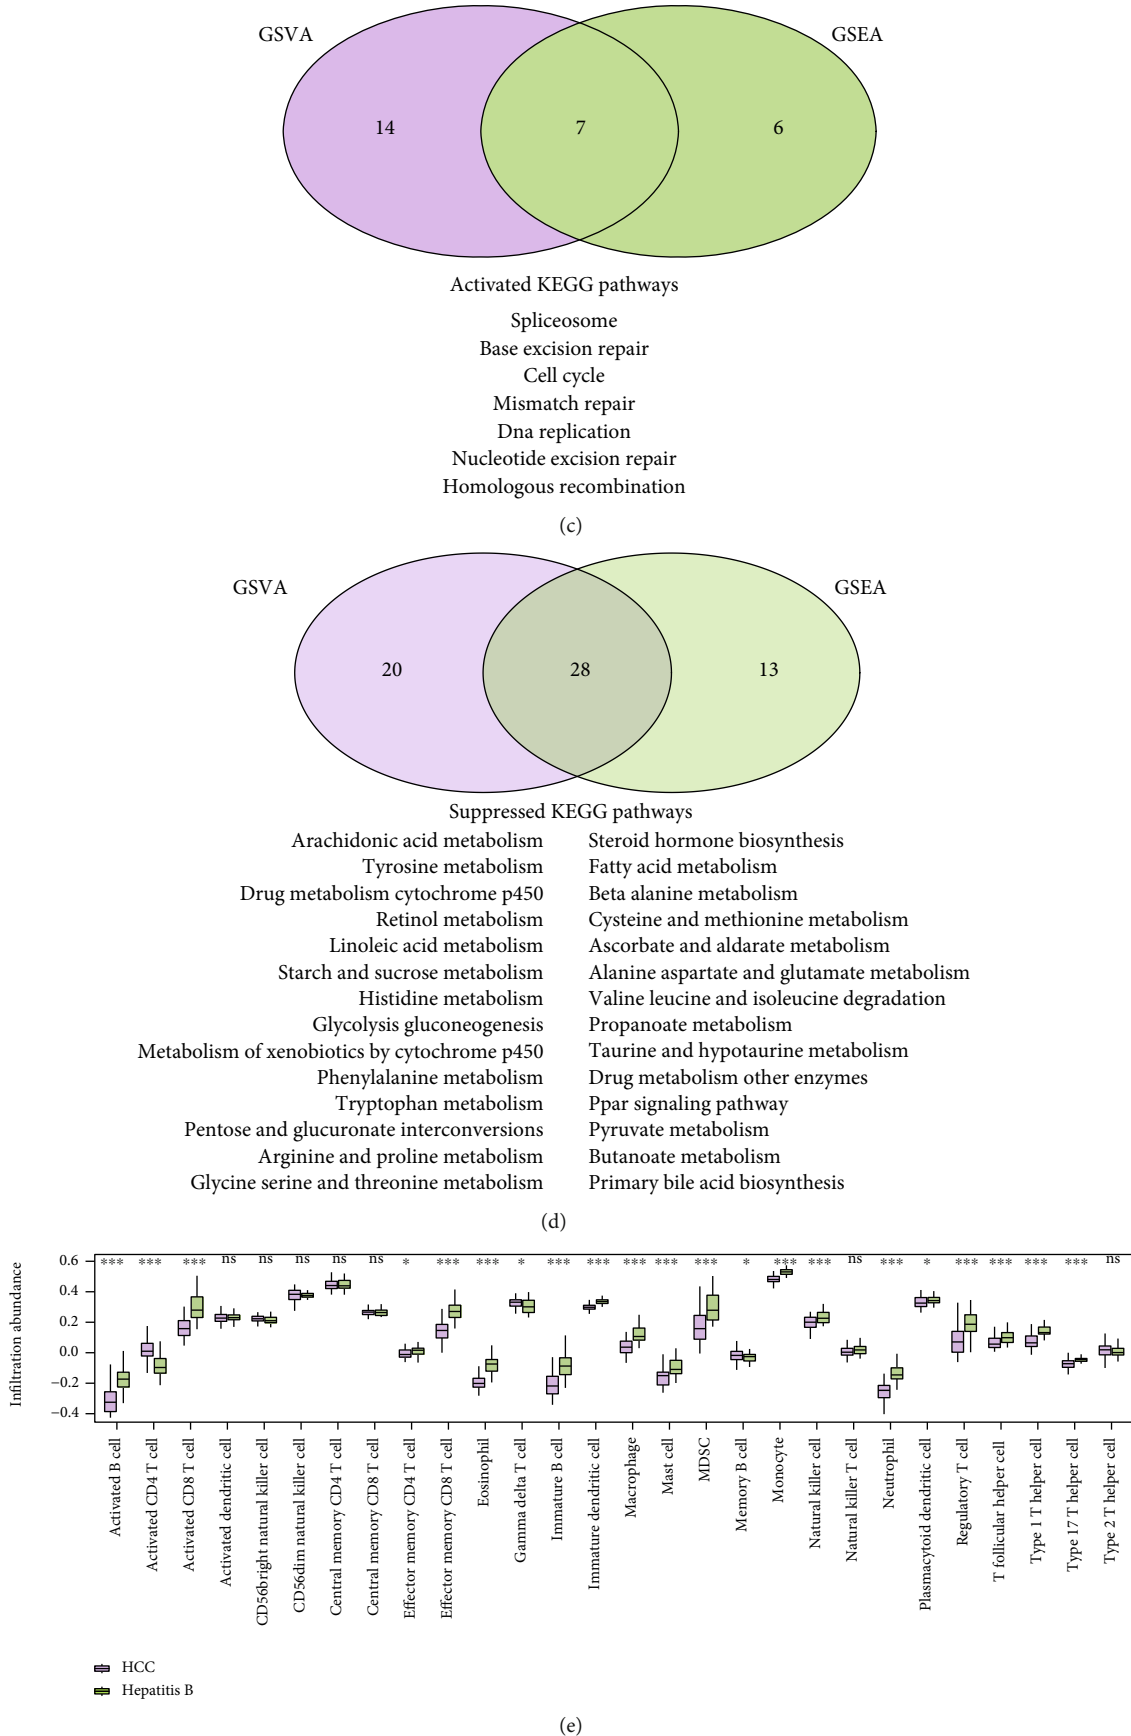 GSVA
GSEA
14
7
6
Activated KEGG pathways
Spliceosome
Base excision repair
Cell cycle
Mismatch repair
Dna replication
Nucleotide excision repair
Homologous recombination
(c)
GSVA
GSEA
20
28
13
Suppressed KEGG pathways
Arachidonic acid metabolism
Tyrosine metabolism
Drug metabolism cytochrome p450
Retinol metabolism
Linoleic acid metabolism
Starch and sucrose metabolism
Histidine metabolism
Glycolysis gluconeogenesis
Metabolism of xenobiotics by cytochrome p450
Phenylalanine metabolism
Tryptophan metabolism
Pentose and glucuronate interconversions
Arginine and proline metabolism
Glycine serine and threonine metabolism
Steroid hormone biosynthesis
Fatty acid metabolism
Beta alanine metabolism
Cysteine and methionine metabolism
Ascorbate and aldarate metabolism
Alanine aspartate and glutamate metabolism
Valine leucine and isoleucine degradation
Propanoate metabolism
Taurine and hypotaurine metabolism
Drug metabolism other enzymes
Ppar signaling pathway
Pyruvate metabolism
Butanoate metabolism
Primary bile acid biosynthesis
(d)
Infiltration abundance
0.6
0.4
0.2
0.0
−0.2
−0.4
*** *** *** ns ns ns ns ns * *** *** * *** *** *** *** *** * *** *** ns *** * *** *** *** *** ns
Activated B cell
Activated CD4 T cell
Activated CD8 T cell
Activated dendritic cell
CD56bright natural killer cell
CD56dim natural killer cell
Central memory CD4 T cell
Central memory CD8 T cell
Effector memory CD4 T cell
Effector memory CD8 T cell
Eosinophil
Gamma delta T cell
Immature B cell
Immature dendritic cell
Macrophage
Mast cell
MDSC
Memory B cell
Monocyte
Natural killer cell
Natural killer T cell
Neutrophil
Plasmacytoid dendritic cell
Regulatory T cell
T follicular helper cell
Type 1 T helper cell
Type 17 T helper cell
Type 2 T helper cell
HCC
Hepatitis B
(e)